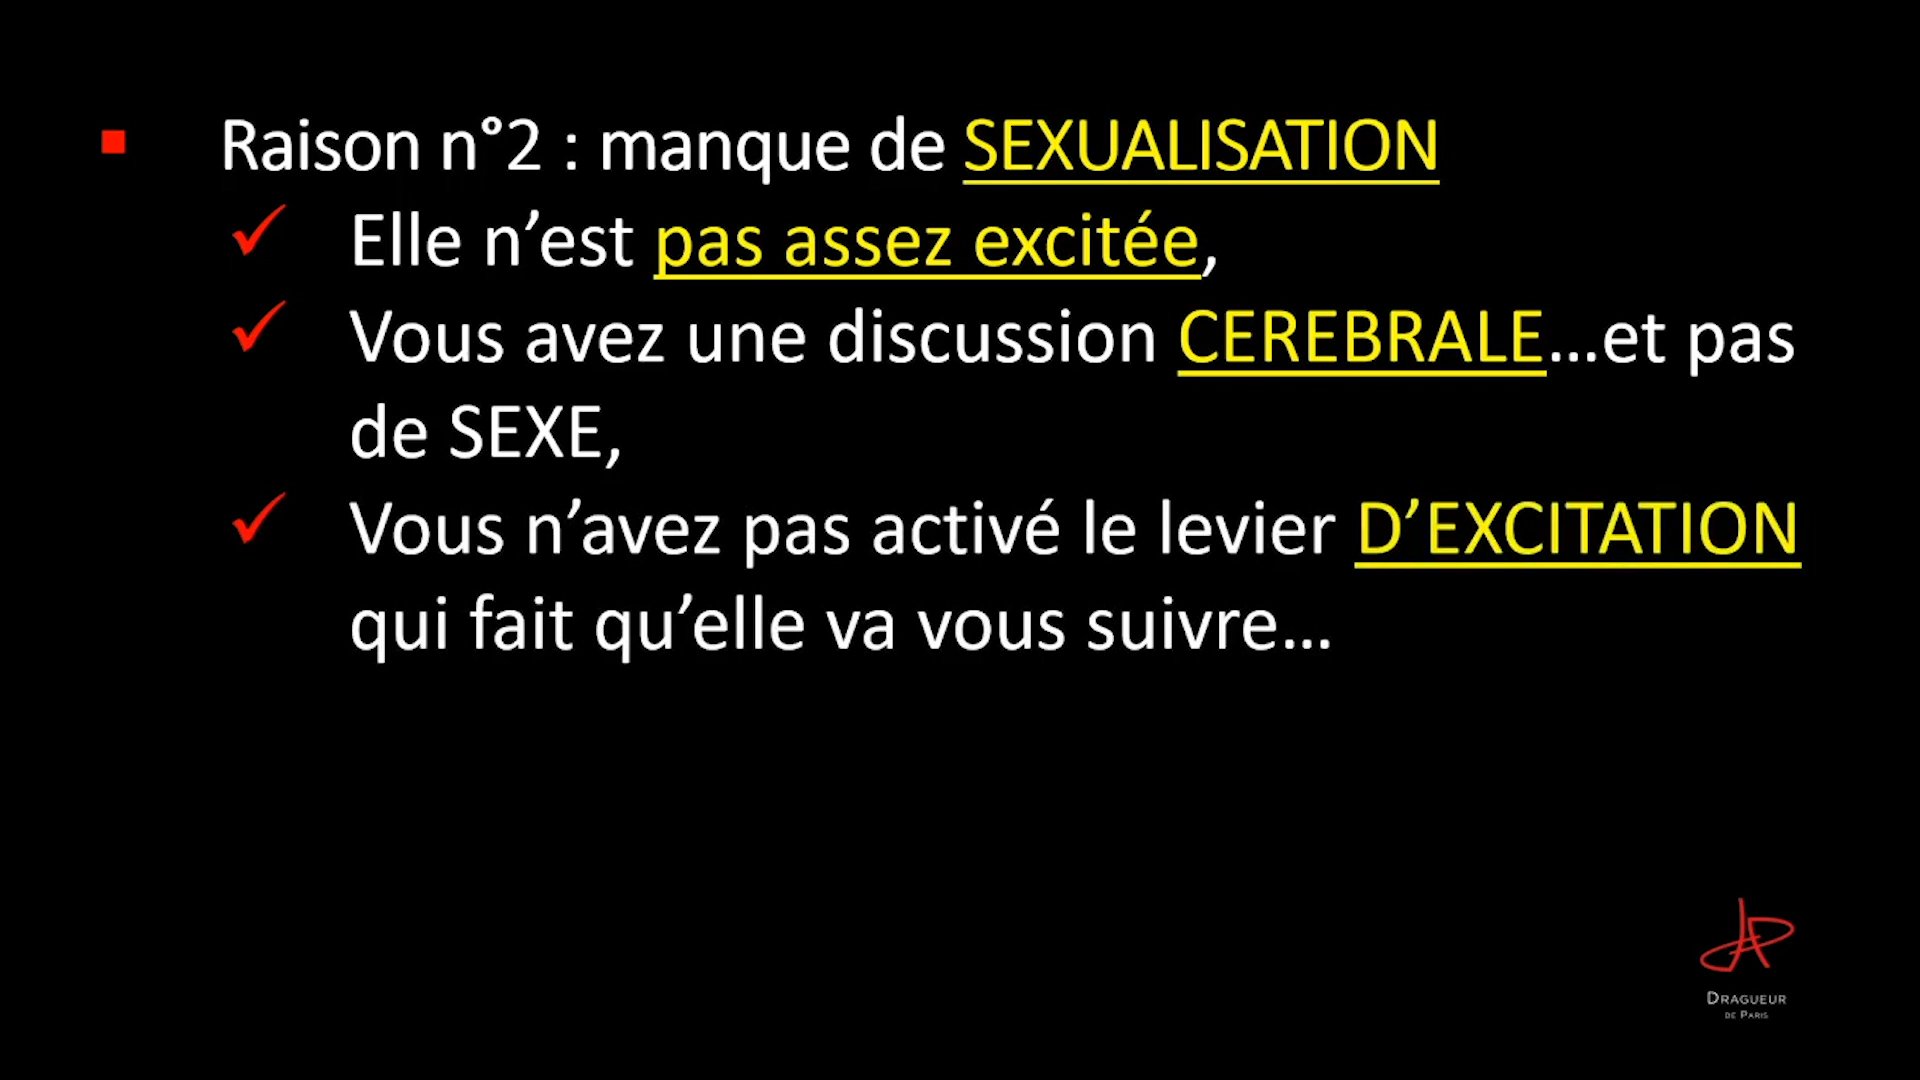 Raison n°2 : manque de SEXUALISATION
Elle n’est pas assez excitée,
Vous avez une discussion CEREBRALE...et pas
de SEXE,
Vous n’avez pas activé le levier D’EXCITATION
qui fait qu’elle va vous suivre...
DRAGUEUR
DE PARIS